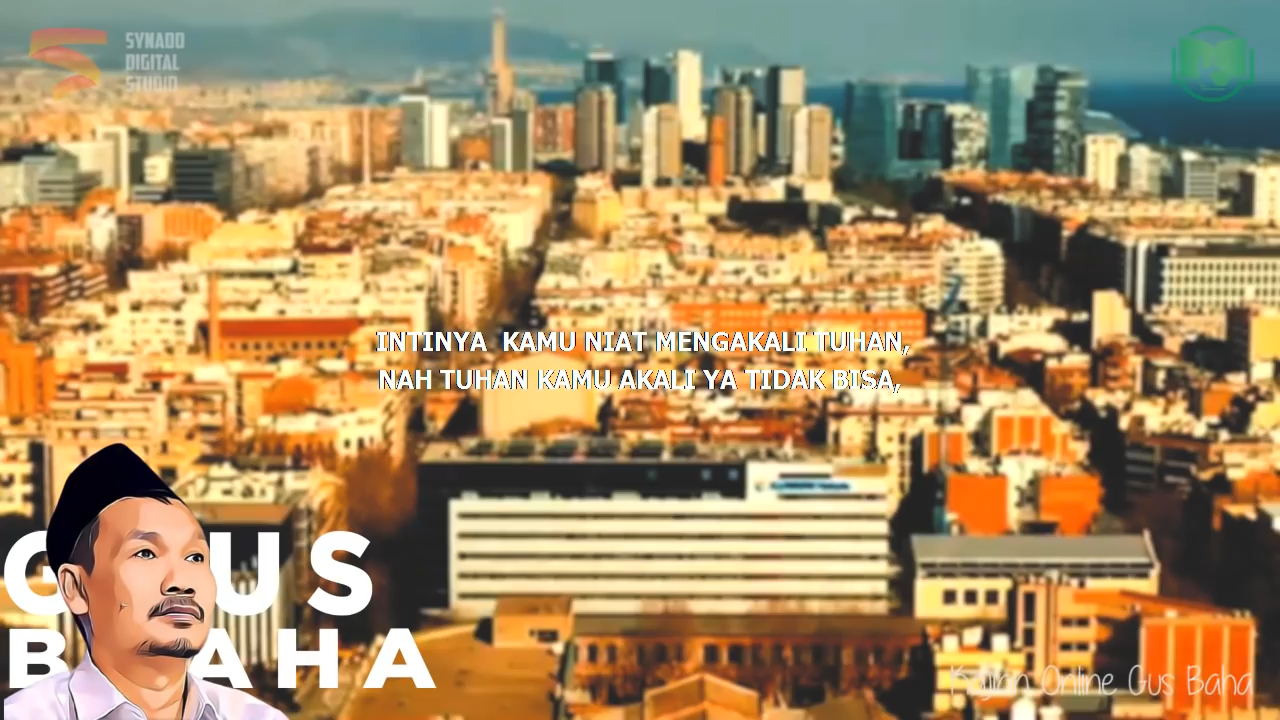 SYNADO
DIGITAL
STUDIO
INTINYA KAMU NIAT MENGAKALI TUHAN,
NAH TUHAN KAMU AKALI YA TIDAK BISA,
GUS
BAHA
Kajian Online Gus Baha